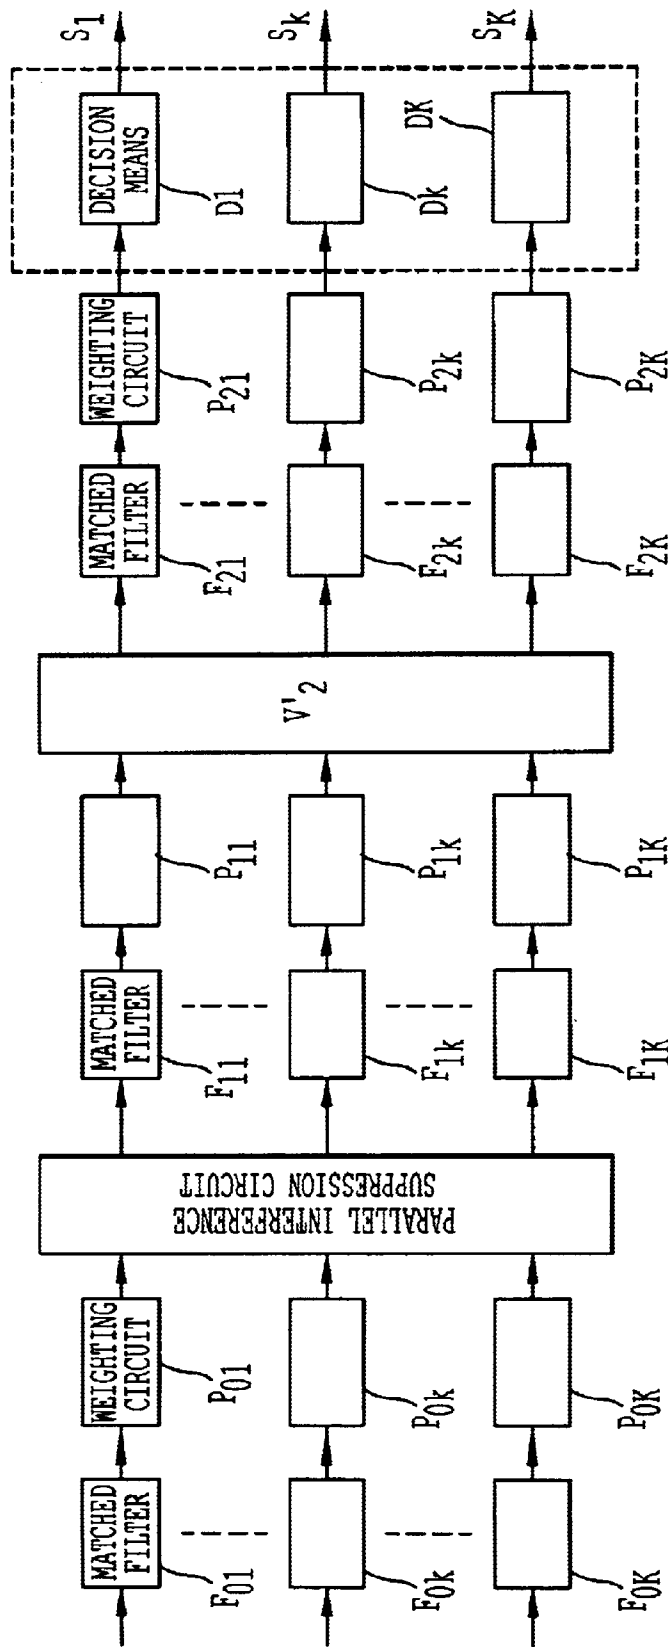 MATCHED
FILTER
F01
WEIGHTING
CIRCUIT
P01
PARALLEL INTERFERENCE
SUPPRESSION CIRCUIT
MATCHED
FILTER
F11
P11
V'2
MATCHED
FILTER
F21
WEIGHTING
CIRCUIT
P21
DECISION
MEANS
D1
S1
F0k
P0k
F1k
P1k
F2k
P2k
Dk
Sk
F0K
P0K
F1K
P1K
F2K
P2K
DK
SK